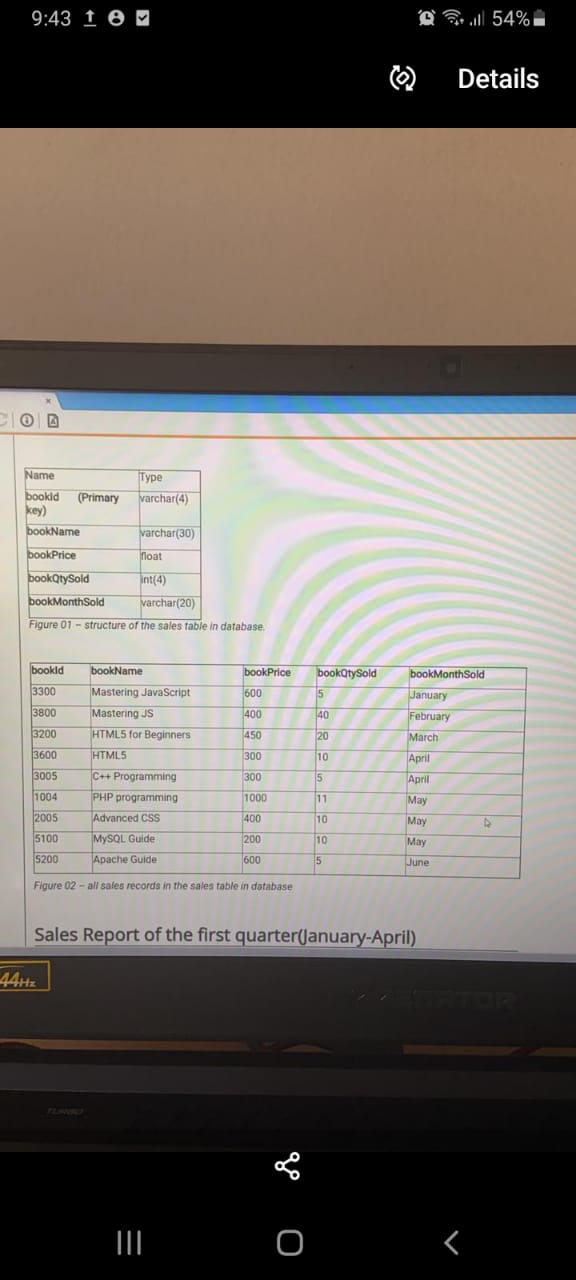 9:43 54%
Details
Name Type
bookId (Primary varchar(4)
key)
bookName varchar(30)
bookPrice float
bookQtySold int(4)
bookMonthSold varchar(20)
Figure 01 – structure of the sales table in database.
bookId bookName bookPrice bookQtySold bookMonthSold
3300 Mastering JavaScript 600 5 January
3800 Mastering JS 400 40 February
3200 HTML5 for Beginners 450 20 March
3600 HTML5 300 10 April
3005 C++ Programming 300 5 April
1004 PHP programming 1000 11 May
2005 Advanced CSS 400 10 May
5100 MySQL Guide 200 10 May
5200 Apache Guide 600 5 June
Figure 02 – all sales records in the sales table in database
Sales Report of the first quarter(January-April)
44Hz
TURBO